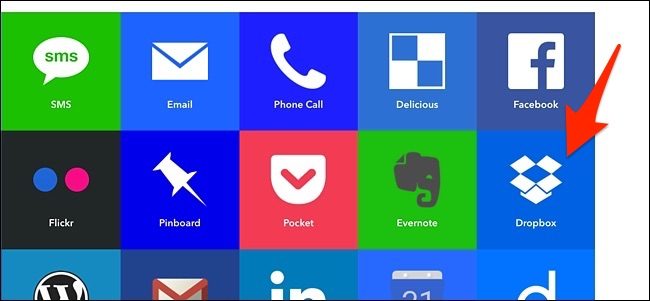 sms
SMS
Email
Phone Call
Delicious
Facebook
Flickr
Pinboard
Pocket
Evernote
Dropbox
in
21